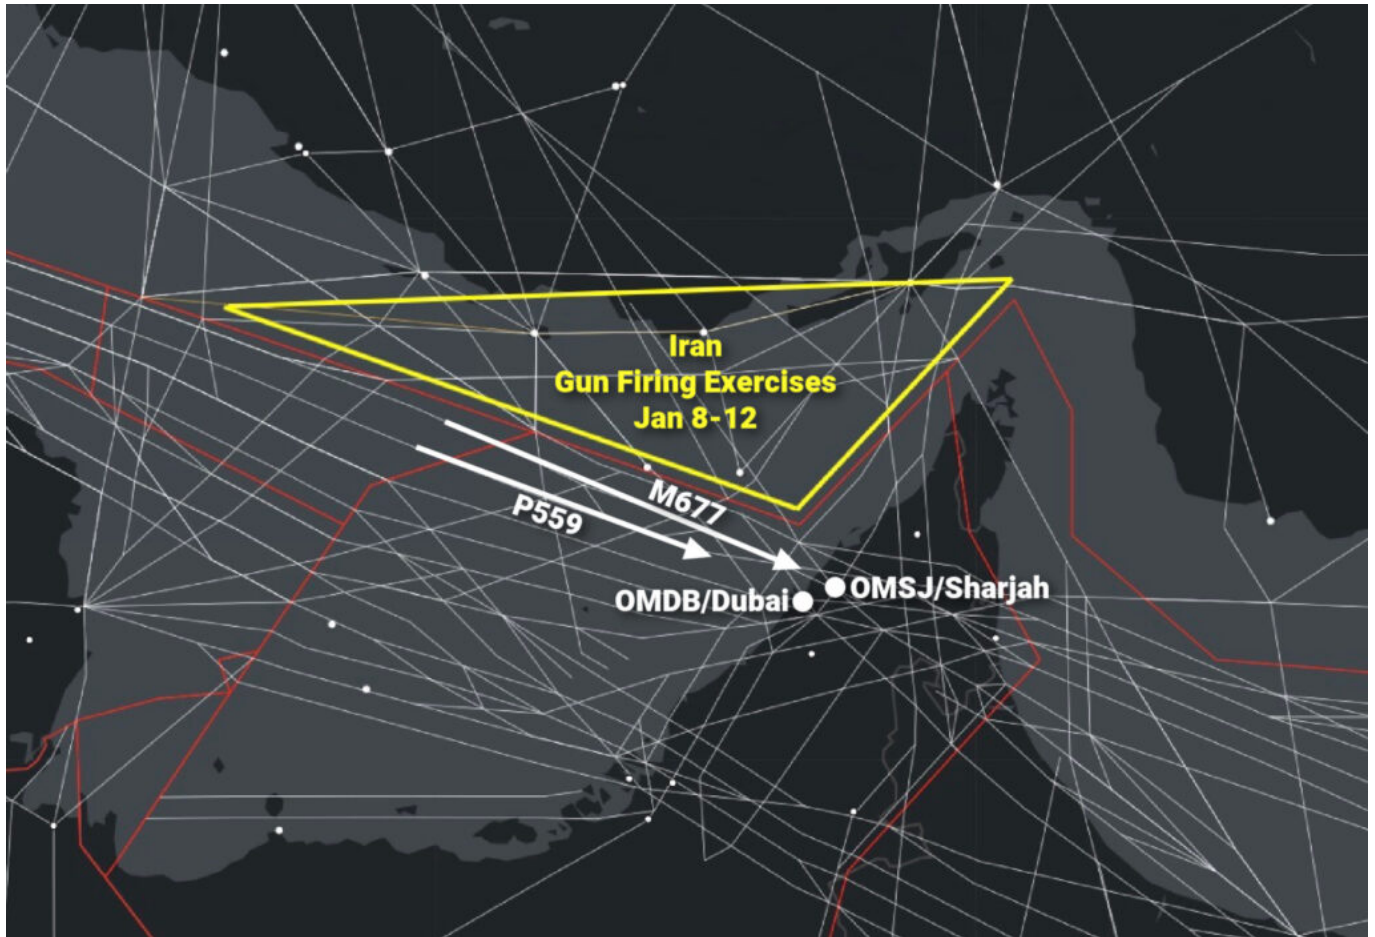 Iran
Gun Firing Exercises
Jan 8-12
M677
P559
OMDB/Dubai
OMSJ/Sharjah